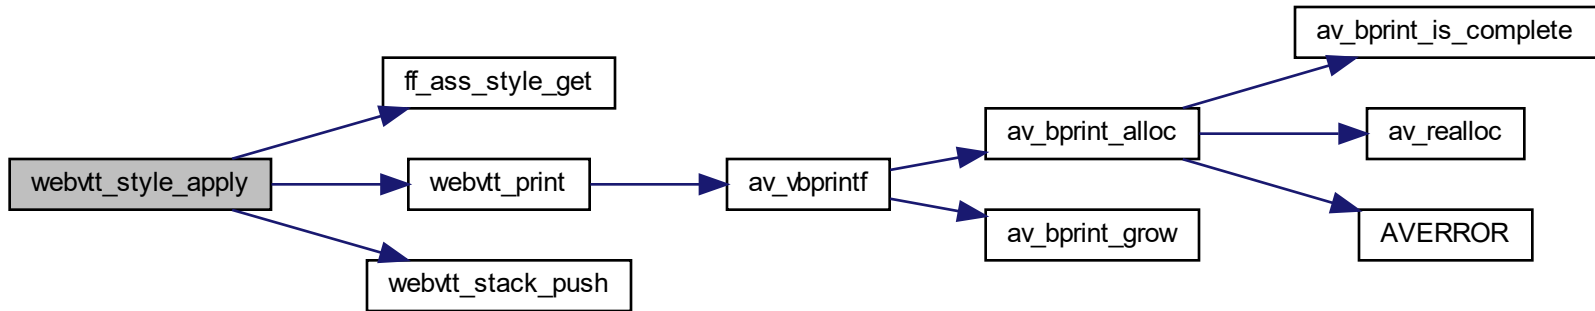 av_bprint_is_complete
ff_ass_style_get
av_bprint_alloc
av_realloc
webvtt_style_apply
webvtt_print
av_vbprintf
av_bprint_grow
AVERROR
webvtt_stack_push